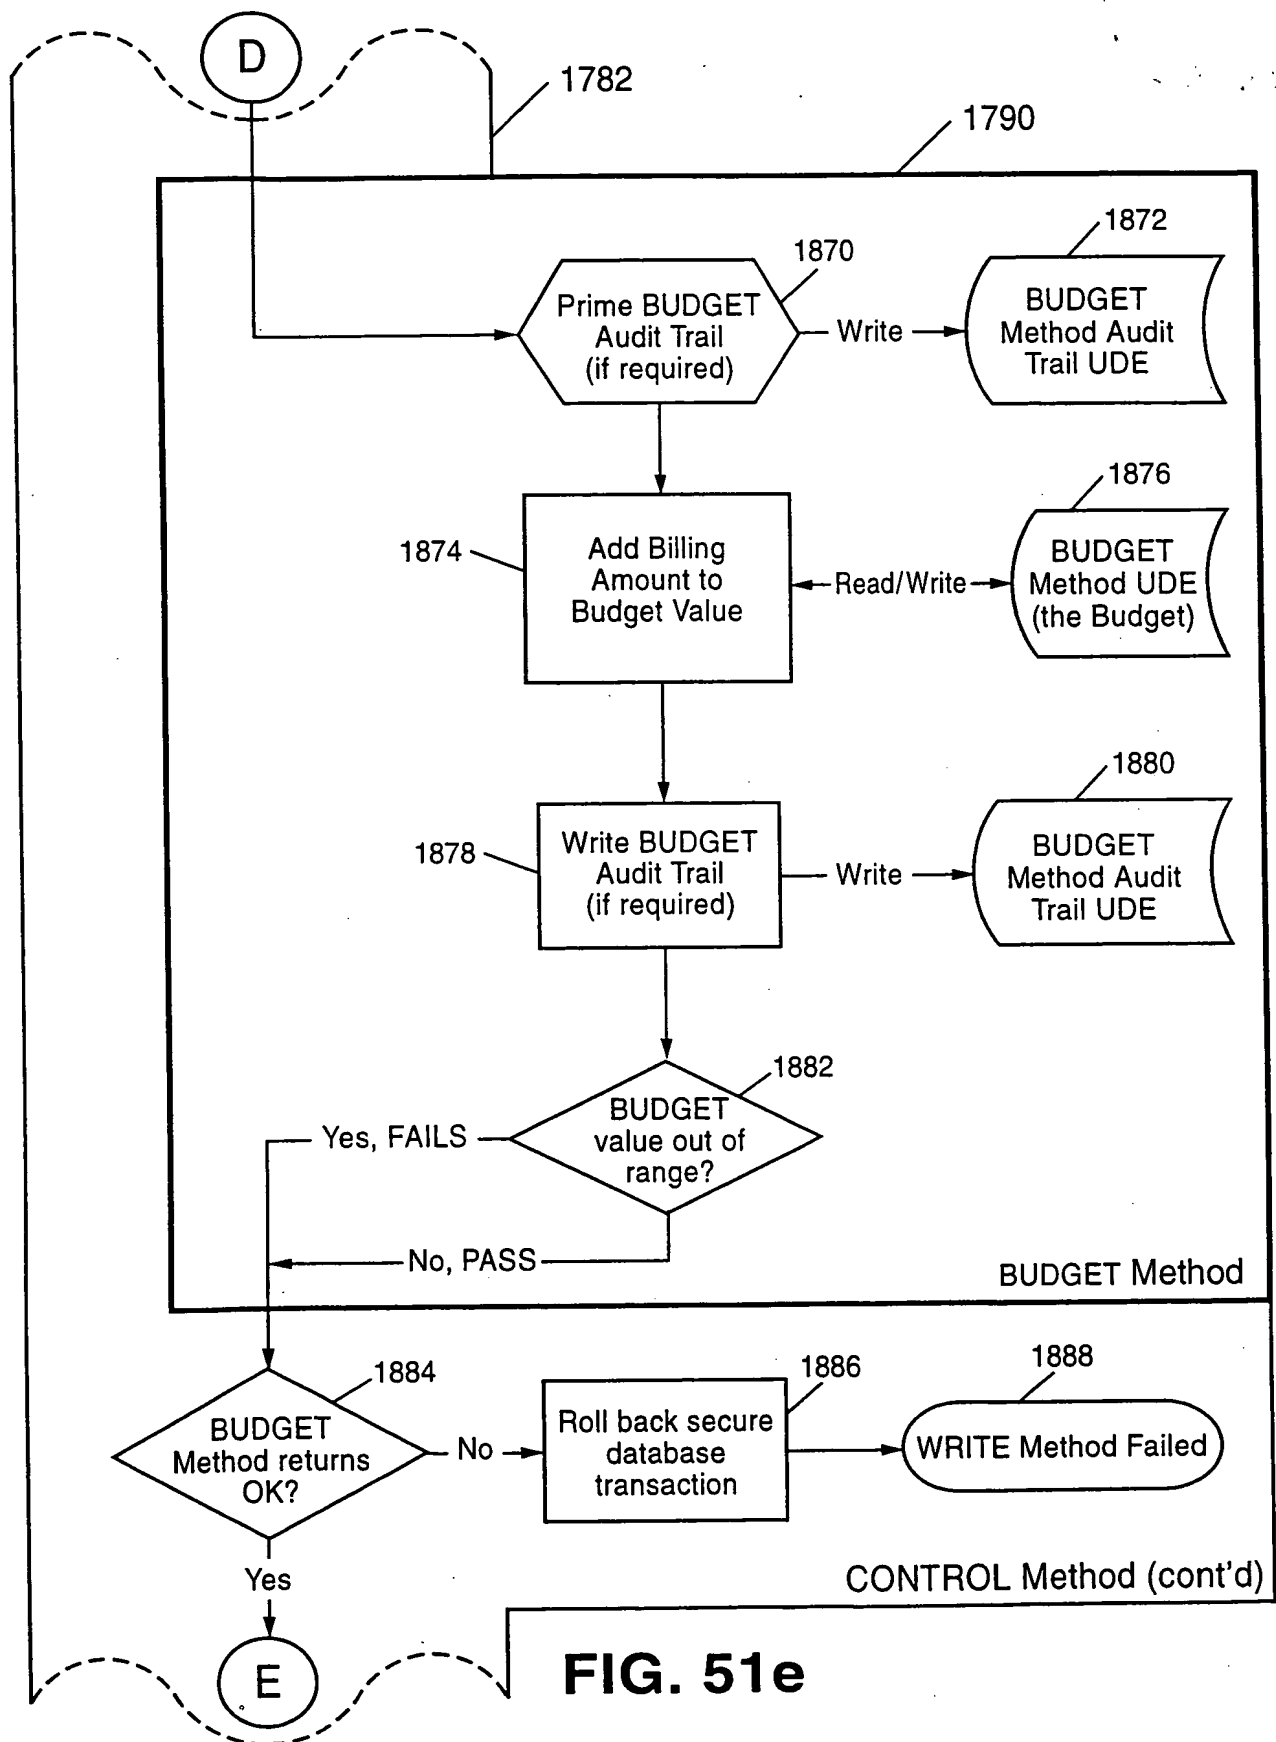 D
1782
1790
1870
Prime BUDGET
Audit Trail
(if required)
Write
1872
BUDGET
Method Audit
Trail UDE
1874
Add Billing
Amount to
Budget Value
Read/Write
1876
BUDGET
Method UDE
(the Budget)
1878
Write BUDGET
Audit Trail
(if required)
Write
1880
BUDGET
Method Audit
Trail UDE
1882
BUDGET
value out of
range?
Yes, FAILS
No, PASS
BUDGET Method
1884
BUDGET
Method returns
OK?
No
1886
Roll back secure
database
transaction
1888
WRITE Method Failed
Yes
CONTROL Method (cont'd)
E
FIG. 51e